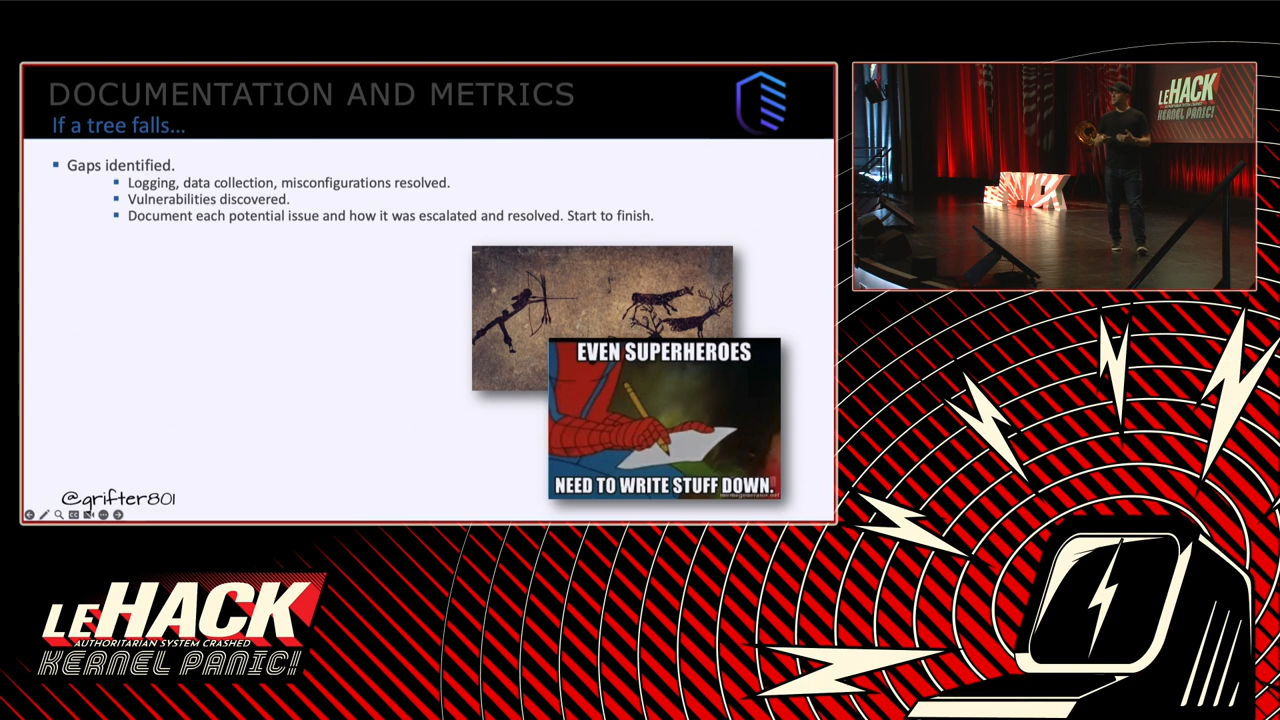 DOCUMENTATION AND METRICS
If a tree falls...
Gaps identified.
Logging, data collection, misconfigurations resolved.
Vulnerabilities discovered.
Document each potential issue and how it was escalated and resolved. Start to finish.
EVEN SUPERHEROES
NEED TO WRITE STUFF DOWN.
@grifter801
LEHACK
KERNEL PANIC!
LEHACK
AUTHORITARIAN SYSTEM CRASHED
KERNEL PANIC!